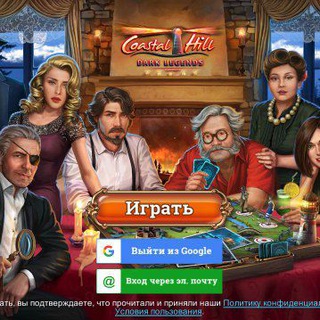 Coastal Hill
DARK LEGENDS
Играть
G Выйти из Google
@ Вход через эл. почту
вы подтверждаете, что прочитали и приняли наши Политику
Условия пользования.